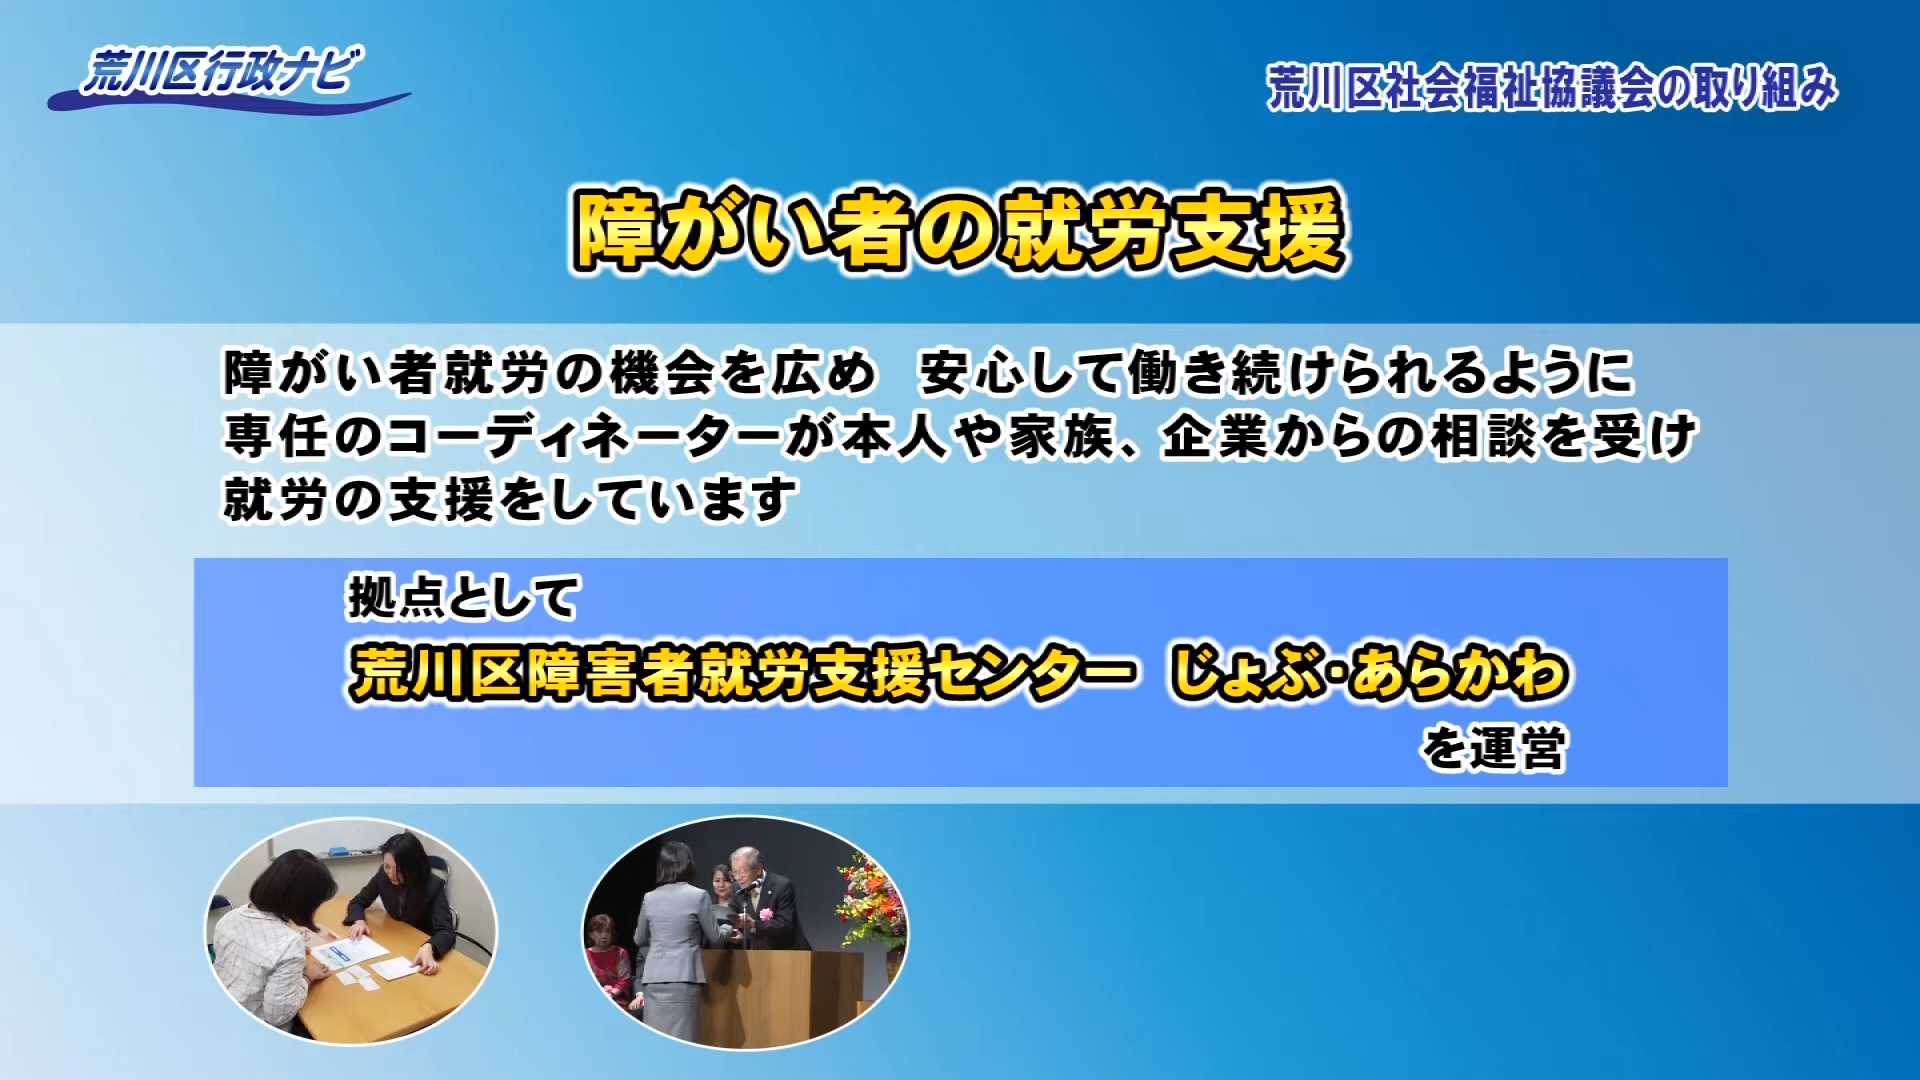 荒川区行政ナビ
荒川区社会福祉協議会の取り組み
障がい者の就労支援
障がい者就労の機会を広め　安心して働き続けられるように
専任のコーディネーターが本人や家族、企業からの相談を受け
就労の支援をしています
拠点として
荒川区障害者就労支援センター　じょぶ・あらかわ
を運営